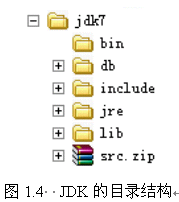 jdk7
bin
db
include
jre
lib
src.zip
图 1.4··JDK 的目录结构